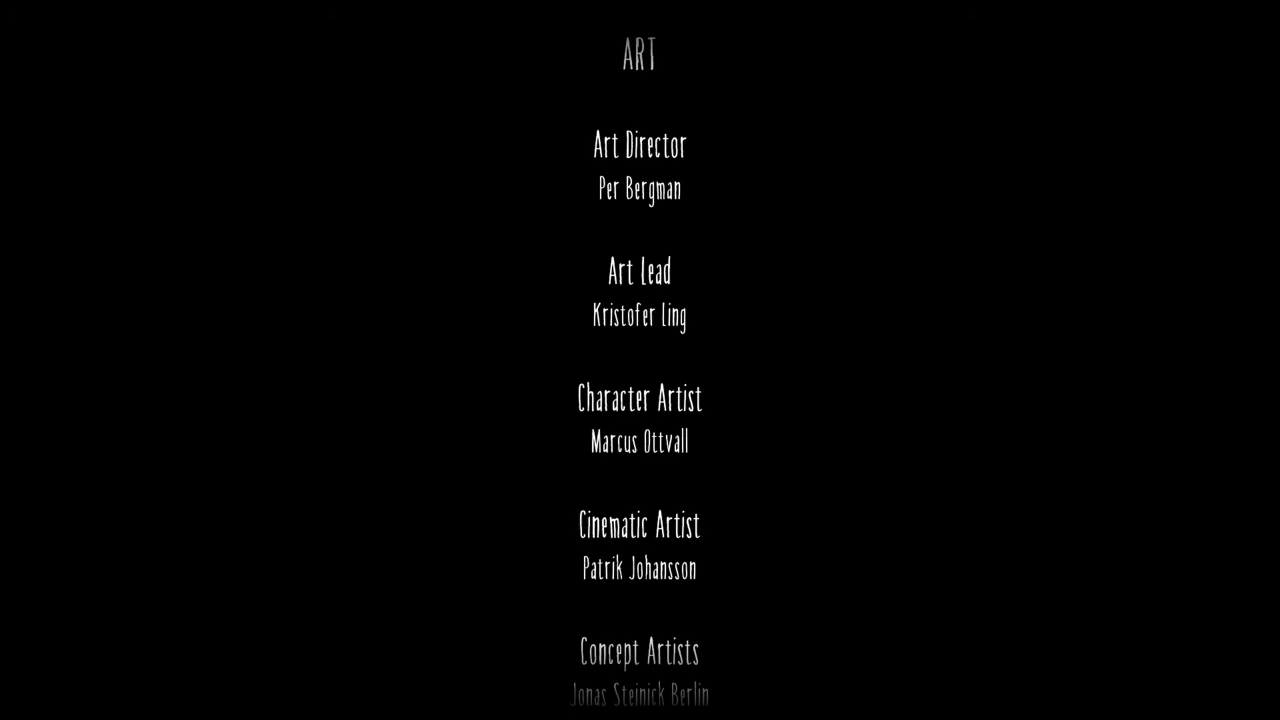 ART
Art Director
Per Bergman
Art Lead
Kristofer Ling
Character Artist
Marcus Ottvall
Cinematic Artist
Patrik Johansson
Concept Artists
Jonas Steinick Berlin